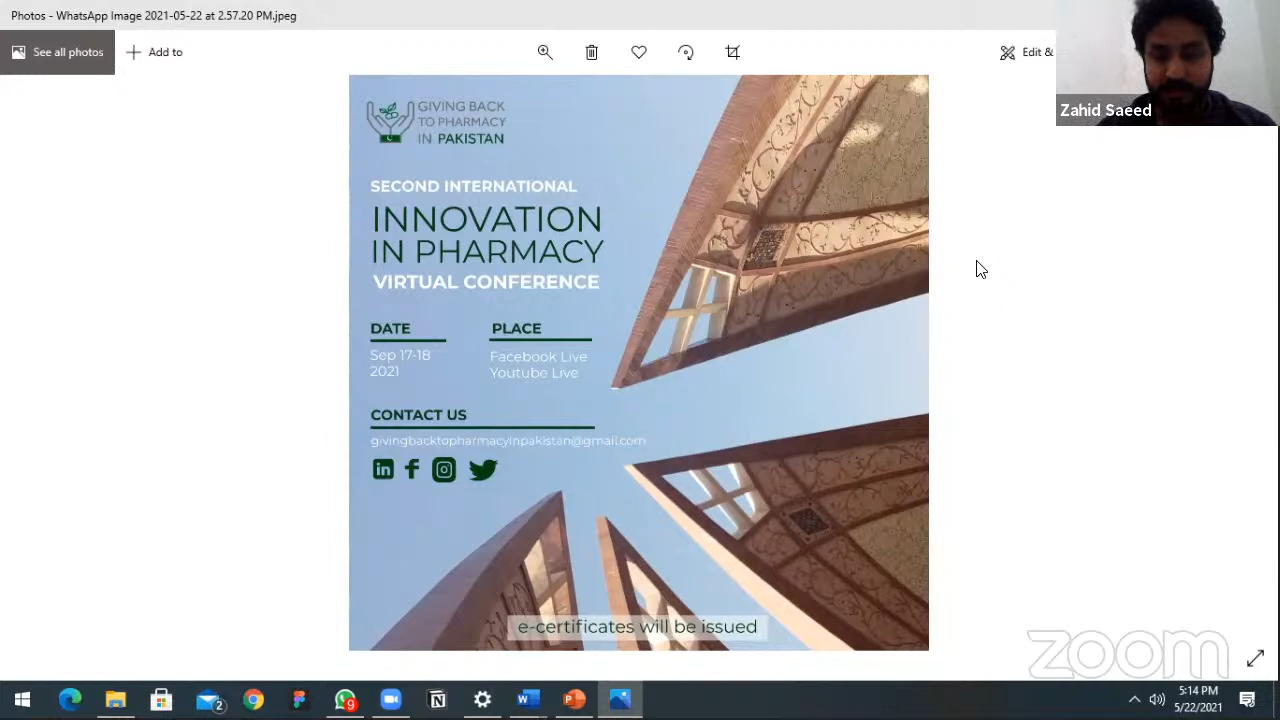 Photos - WhatsApp Image 2021-05-22 at 2.57.20 PM.jpeg
See all photos
Add to
Edit &
Zahid Saeed
GIVING BACK
TO PHARMACY
IN PAKISTAN
SECOND INTERNATIONAL
INNOVATION
IN PHARMACY
VIRTUAL CONFERENCE
DATE
Sep 17-18
2021
PLACE
Facebook Live
Youtube Live
CONTACT US
givingbacktopharmacyinpakistan@gmail.com
in
e-certificates will be issued
zoom
2
9
5:14 PM
5/22/2021